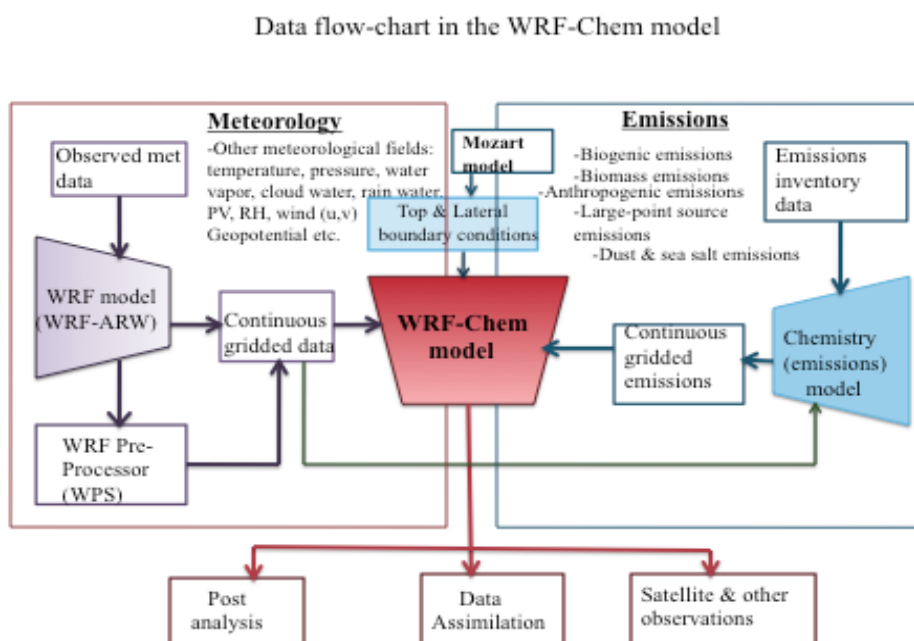 Data flow-chart in the WRF-Chem model
Meteorology
-Other meteorological fields:
temperature, pressure, water
vapor, cloud water, rain water,
PV, RH, wind (u,v)
Geopotential etc.
Observed met
data
WRF model
(WRF-ARW)
WRF Pre-
Processor
(WPS)
Continuous
gridded data
Mozart
model
Top & Lateral
boundary conditions
WRF-Chem
model
Emissions
-Biogenic emissions
-Biomass emissions
-Anthropogenic emissions
-Large-point source
emissions
-Dust & sea salt emissions
Emissions
inventory
data
Continuous
gridded
emissions
Chemistry
(emissions)
model
Post
analysis
Data
Assimilation
Satellite & other
observations